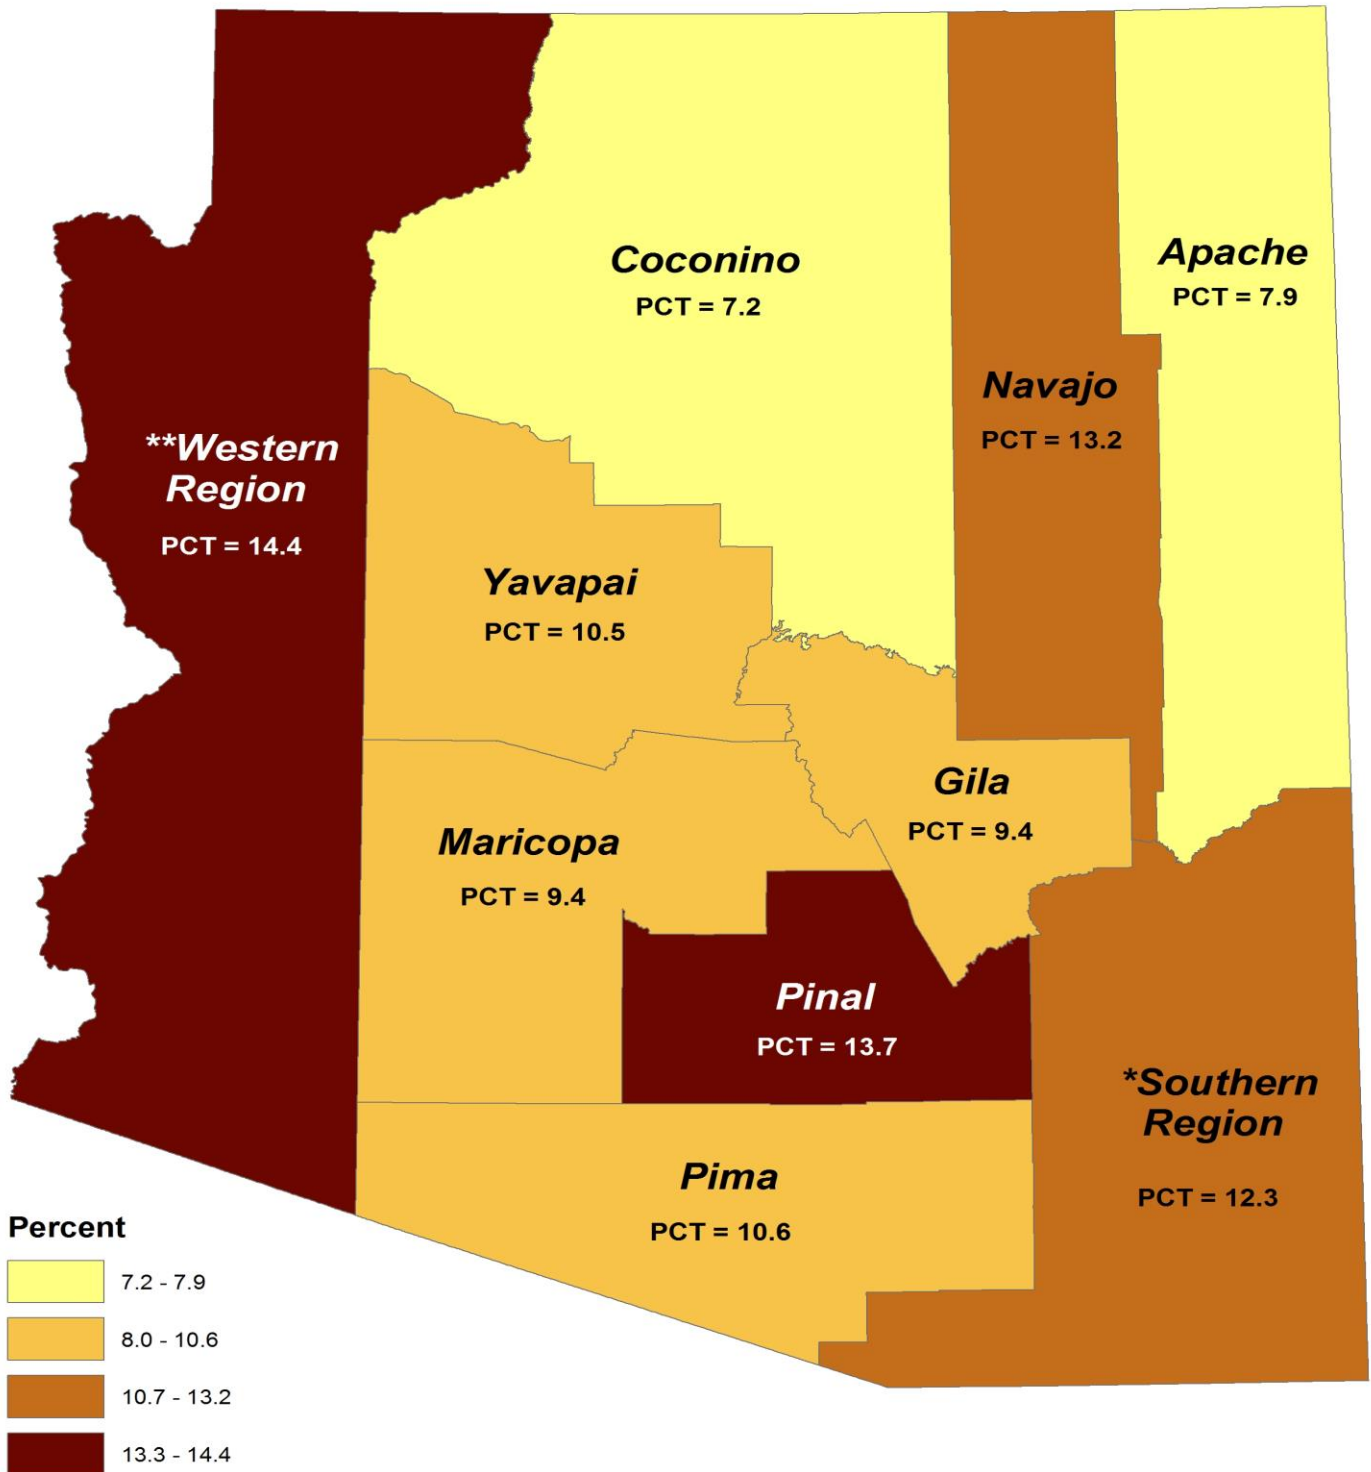 Coconino
PCT = 7.2
Apache
PCT = 7.9
Navajo
PCT = 13.2
**Western
Region
PCT = 14.4
Yavapai
PCT = 10.5
Gila
PCT = 9.4
Maricopa
PCT = 9.4
Pinal
PCT = 13.7
*Southern
Region
PCT = 12.3
Pima
PCT = 10.6
Percent
7.2 - 7.9
8.0 - 10.6
10.7 - 13.2
13.3 - 14.4